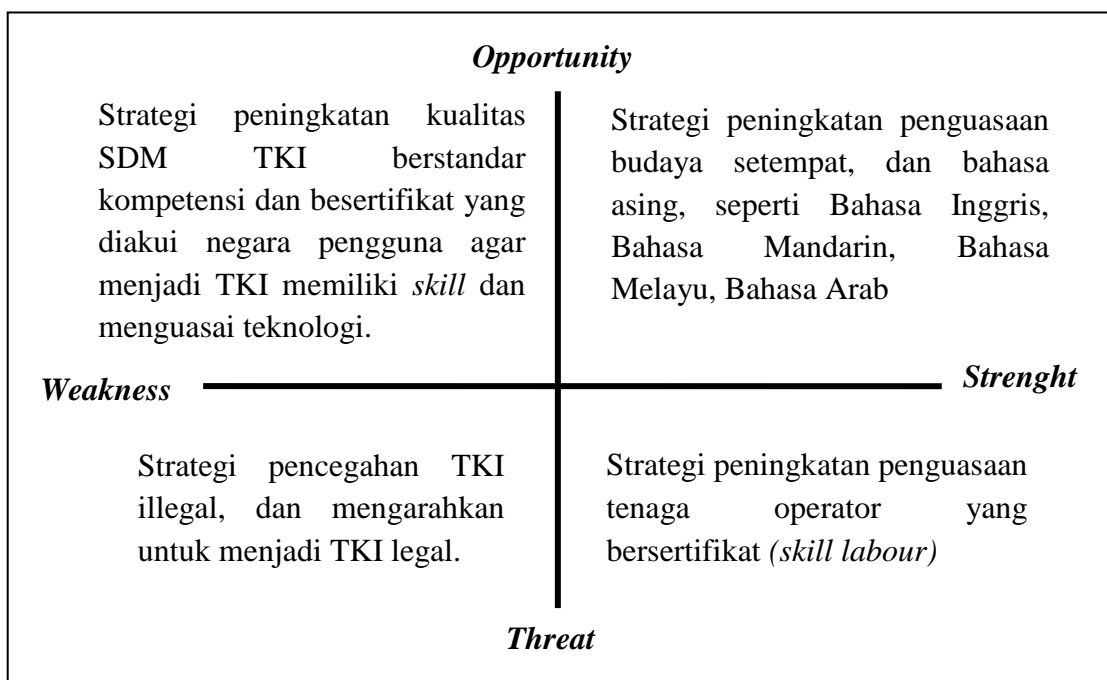 Opportunity
Strategi peningkatan kualitas
SDM TKI berstandar
kompetensi dan besertifikat yang
diakui negara pengguna agar
menjadi TKI memiliki skill dan
menguasai teknologi.
Strategi peningkatan penguasaan
budaya setempat, dan bahasa
asing, seperti Bahasa Inggris,
Bahasa Mandarin, Bahasa
Melayu, Bahasa Arab
Weakness
Strenght
Strategi pencegahan TKI
illegal, dan mengarahkan
untuk menjadi TKI legal.
Strategi peningkatan penguasaan
tenaga operator yang
bersertifikat (skill labour)
Threat